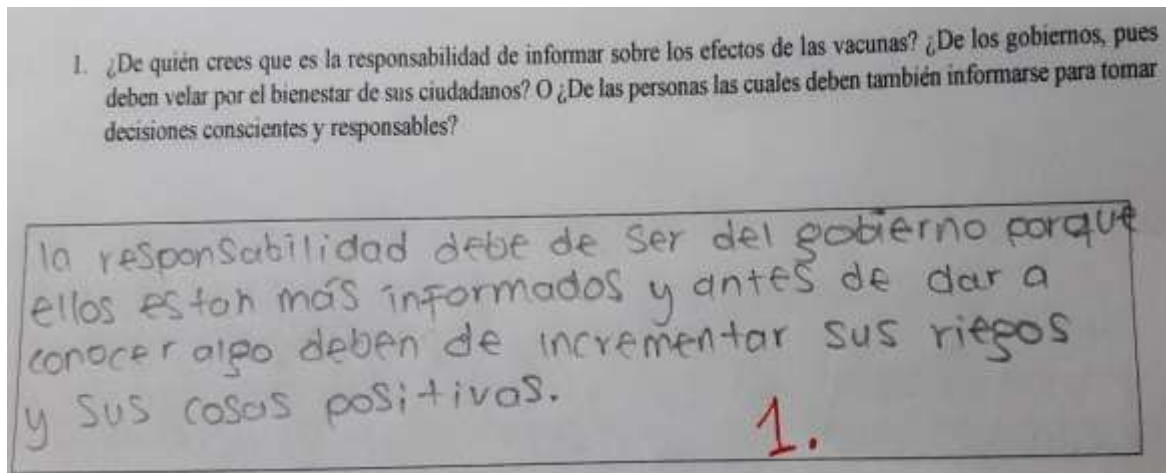 1. ¿De quién crees que es la responsabilidad de informar sobre los efectos de las vacunas? ¿De los gobiernos, pues
deben velar por el bienestar de sus ciudadanos? O ¿De las personas las cuales deben también informarse para tomar
decisiones conscientes y responsables?
la responsabilidad debe de ser del gobierno porque
ellos estan más informados y antes de dar a
conocer algo deben de incrementar sus riegos
y sus cosas positivas.
1.